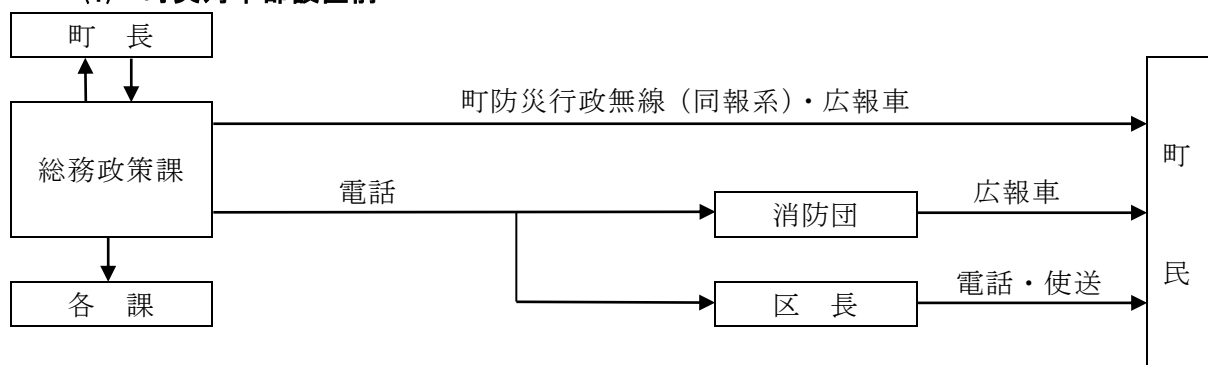 町 長
町防災行政無線(同報系)・広報車
総務政策課
電話
消防団
広報車
各 課
区 長
電話・使送
町民